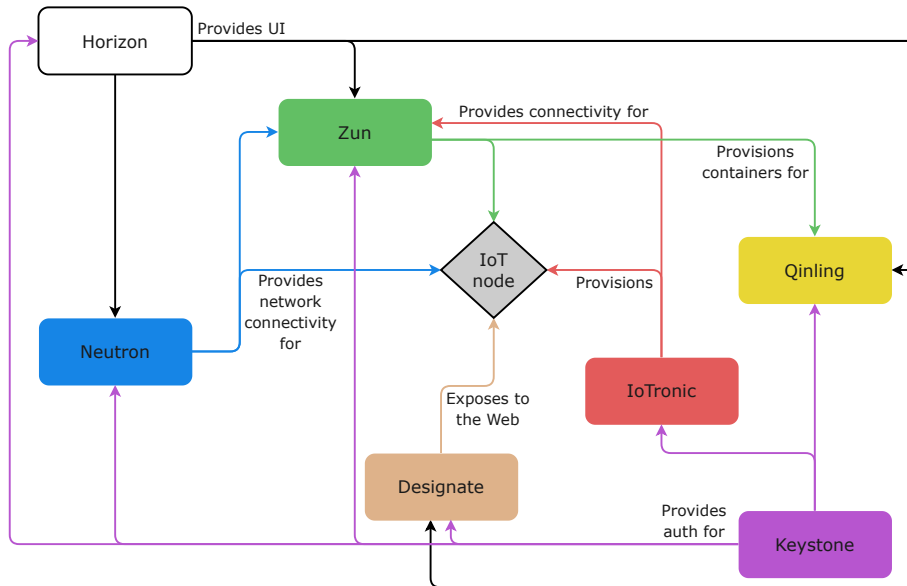 Horizon
Provides UI
Zun
Provides connectivity for
Provisions
containers for
IoT
node
Qinling
Provides
network
connectivity
for
Provisions
Neutron
IoTronic
Exposes to
the Web
Designate
Provides
auth for
Keystone